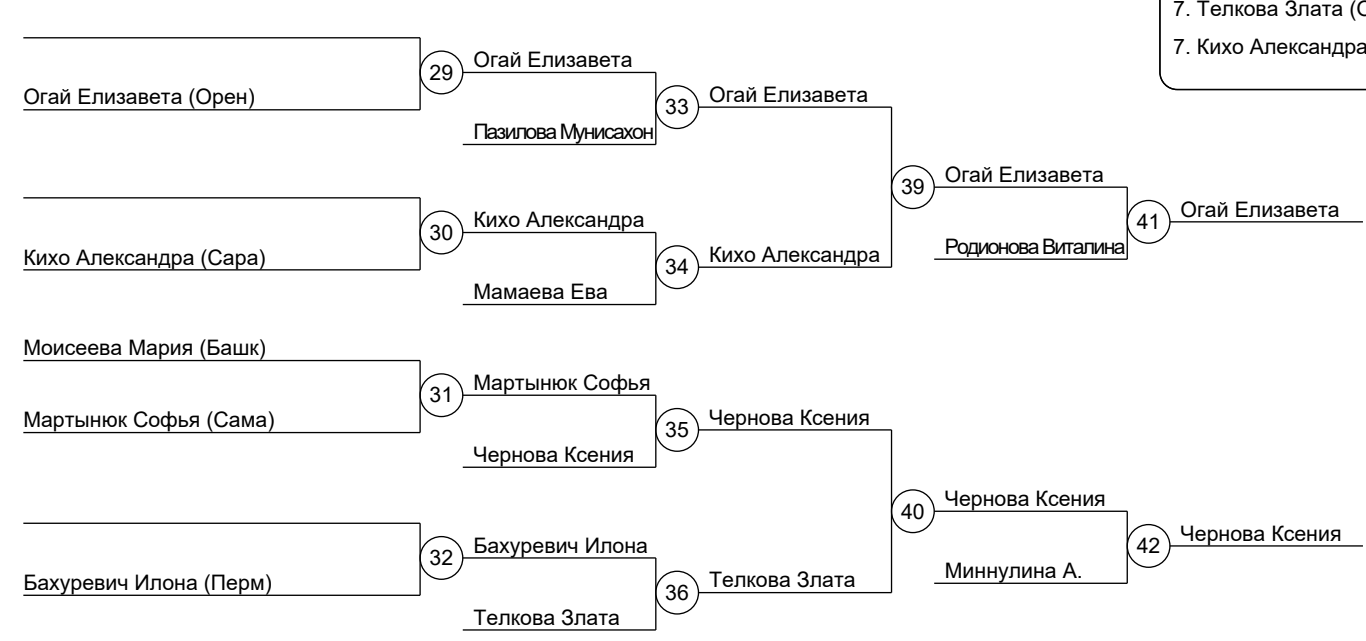 7. Телкова Злата (
7. Кихо Александра
Огай Елизавета
29
Огай Елизавета (Орен)
Огай Елизавета
33
Пазилова Мунисахон
Огай Елизавета
39
Родионова Виталина
Огай Елизавета
41
Кихо Александра
30
Кихо Александра (Сара)
Кихо Александра
34
Мамаева Ева
Моисеева Мария (Башк)
Мартынюк Софья
31
Мартынюк Софья (Сама)
Чернова Ксения
35
Чернова Ксения
Чернова Ксения
40
Чернова Ксения
42
Миннулина А.
Бахуревич Илона
32
Бахуревич Илона (Перм)
Телкова Злата
36
Телкова Злата